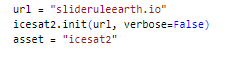 url = "slideruleearth.io"
icesat2.init(url, verbose=False)
asset = "icesat2"